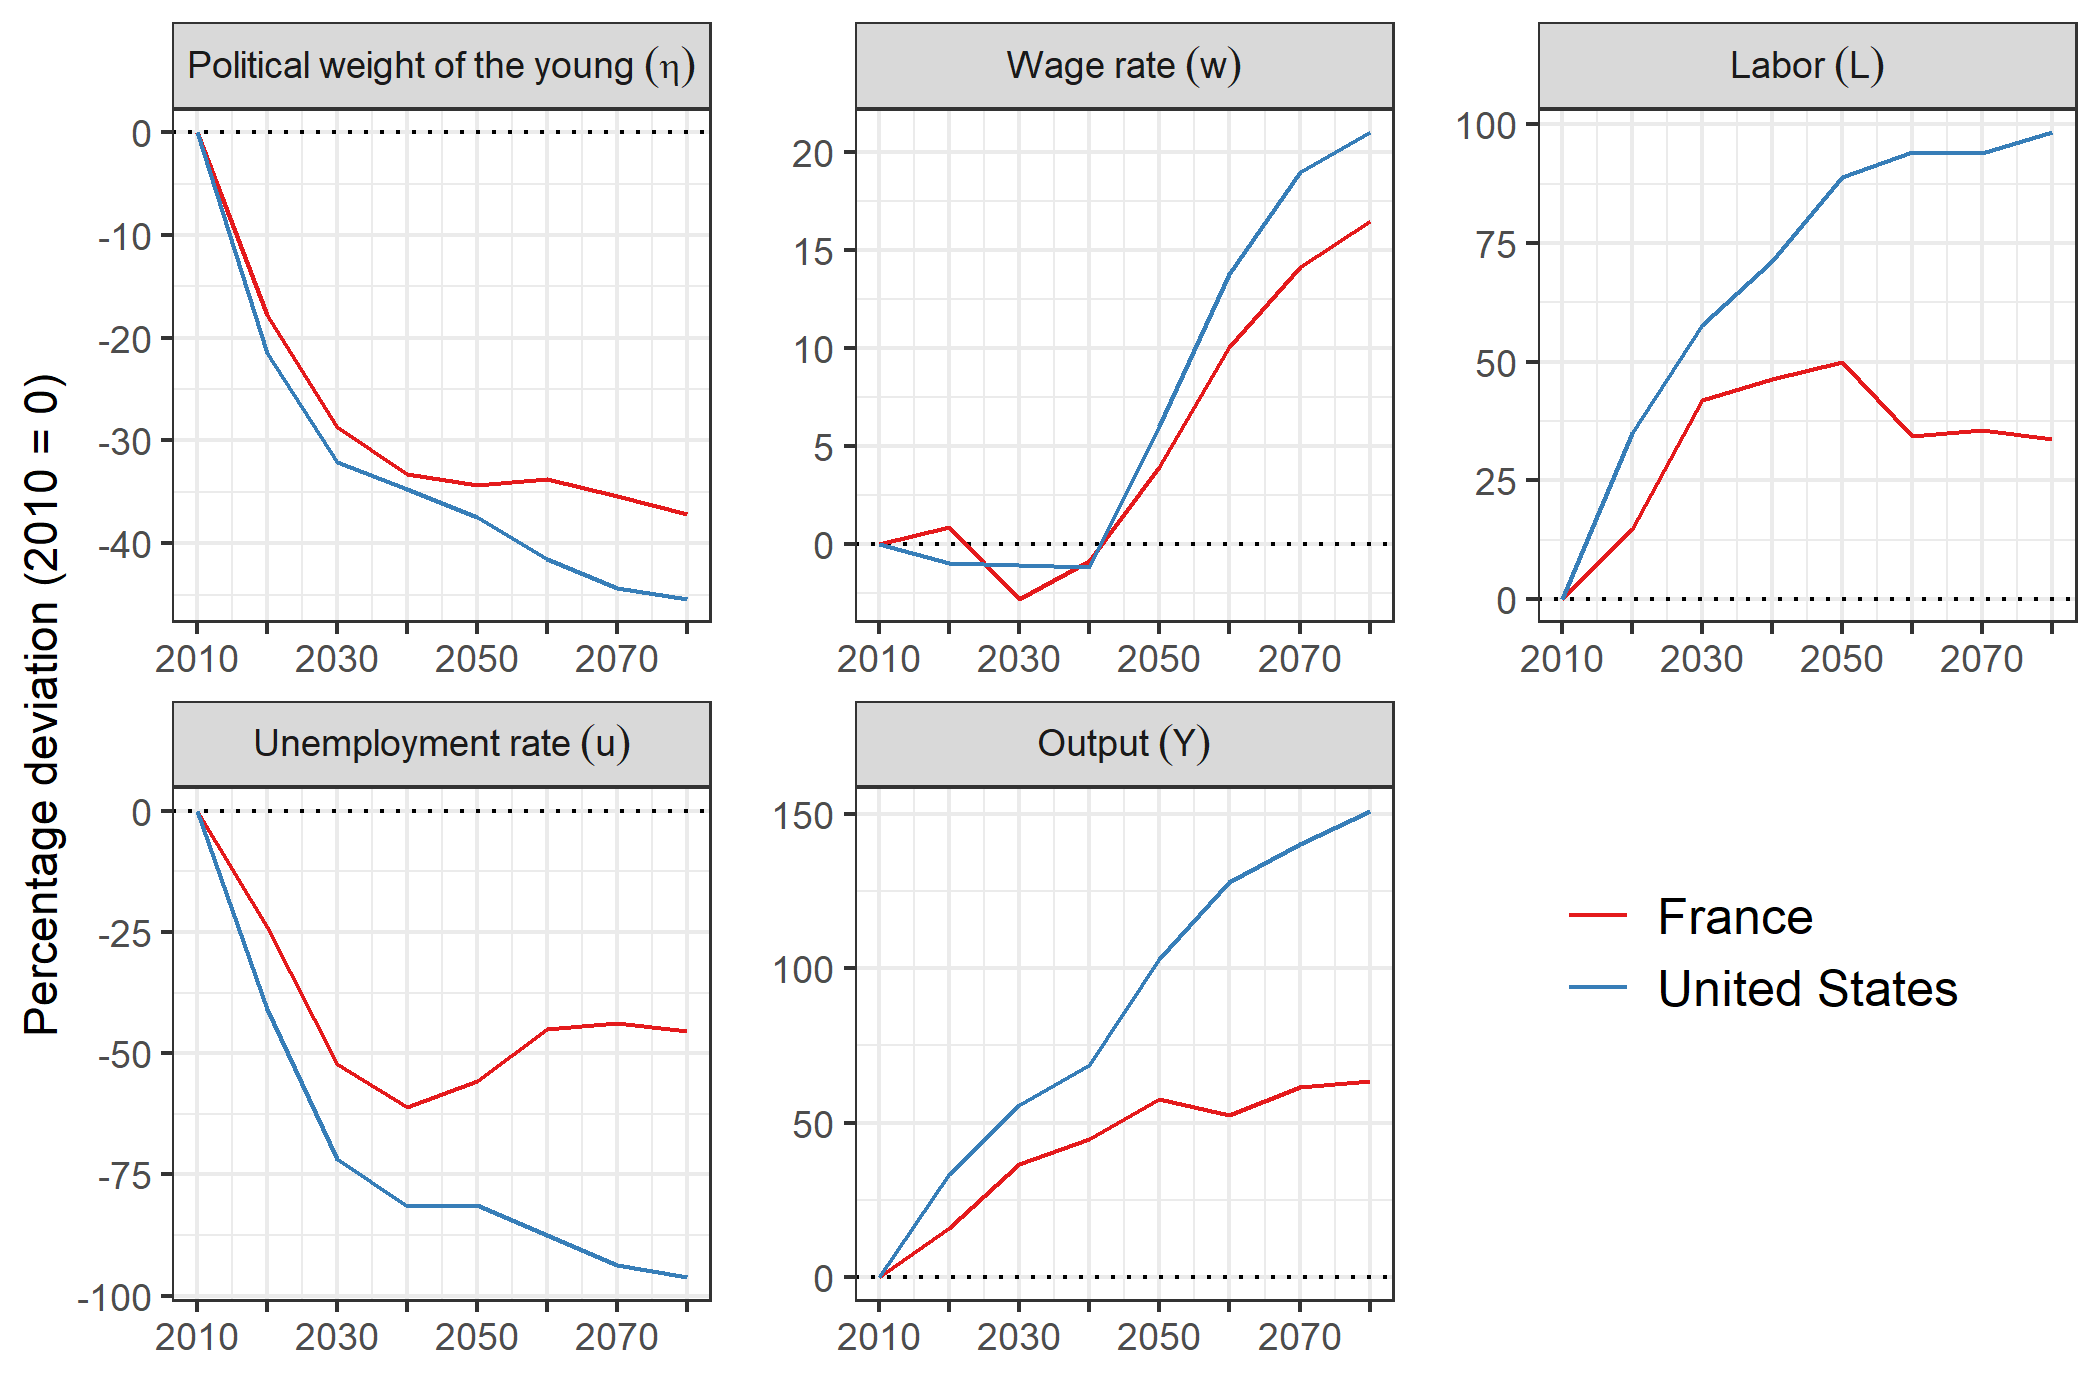 Percentage deviation (2010 = 0)
Political weight of the young (η)
0
-10
-20
-30
-40
2010 2030 2050 2070
Wage rate (w)
20
15
10
5
0
2010 2030 2050 2070
Labor (L)
100
75
50
25
0
2010 2030 2050 2070
Unemployment rate (u)
0
-25
-50
-75
-100
2010 2030 2050 2070
Output (Y)
150
100
50
0
2010 2030 2050 2070
France
United States